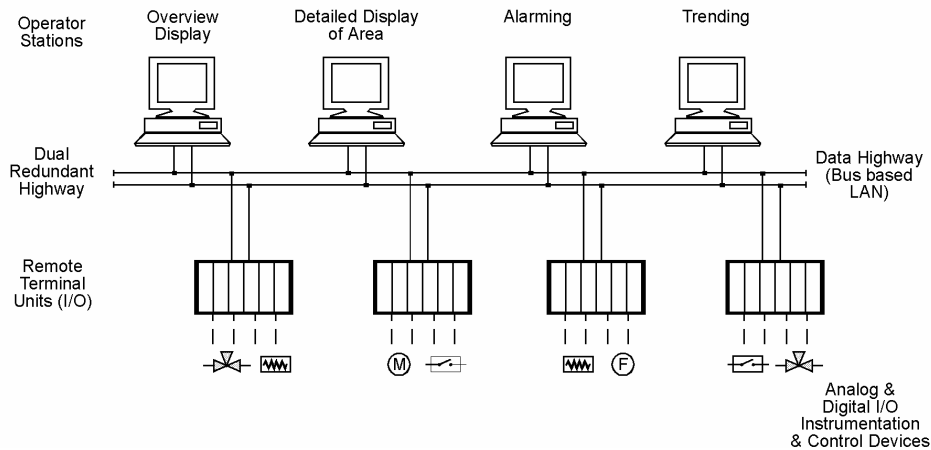 Operator
Stations
Overview
Display
Detailed Display
of Area
Alarming
Trending
Dual
Redundant
Highway
Data Highway
(Bus based
LAN)
Remote
Terminal
Units (I/O)
M
F
Analog &
Digital I/O
Instrumentation
& Control Devices